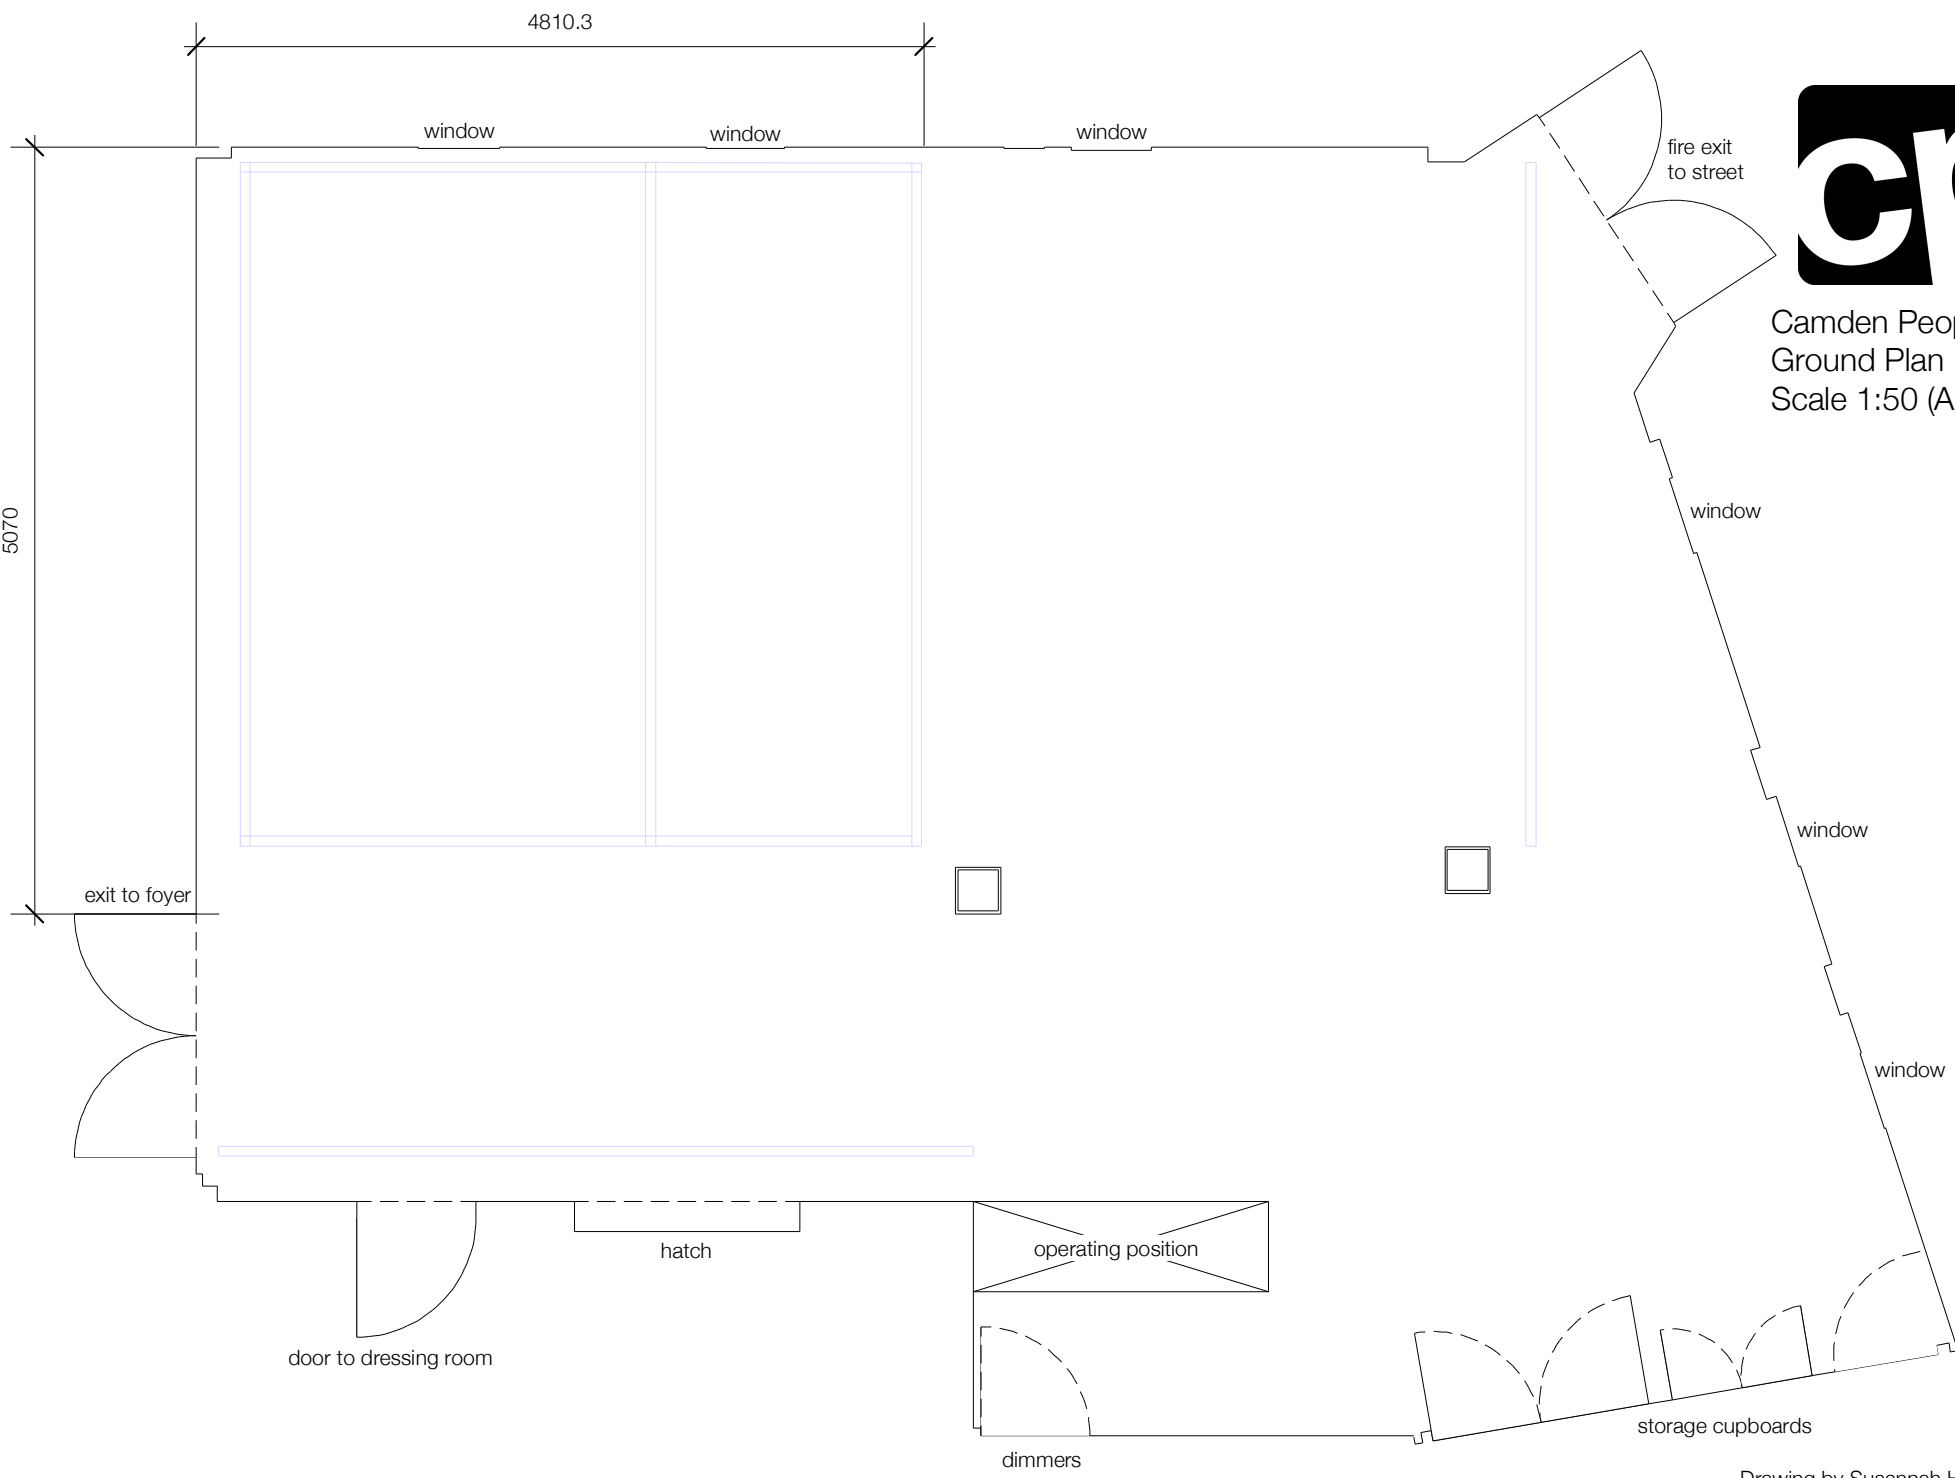 4810.3
window
window
window
fire exit
to street
Camden
Ground Plan
Scale 1:50 (A
window
5070
window
exit to foyer
window
operating position
hatch
door to dressing room
storage cupboards
dimmers
Drawing by Susannah